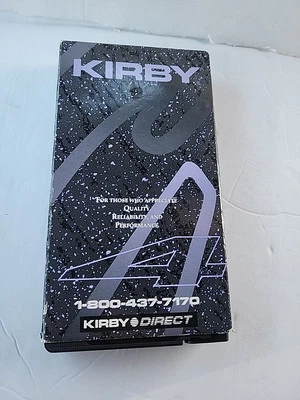 KIRBY
"FOR THOSE WHO APPRECIATE
QUALITY,
RELIABILITY, AND
PERFORMANCE
1-800-437-7170
KIRBY DIRECT